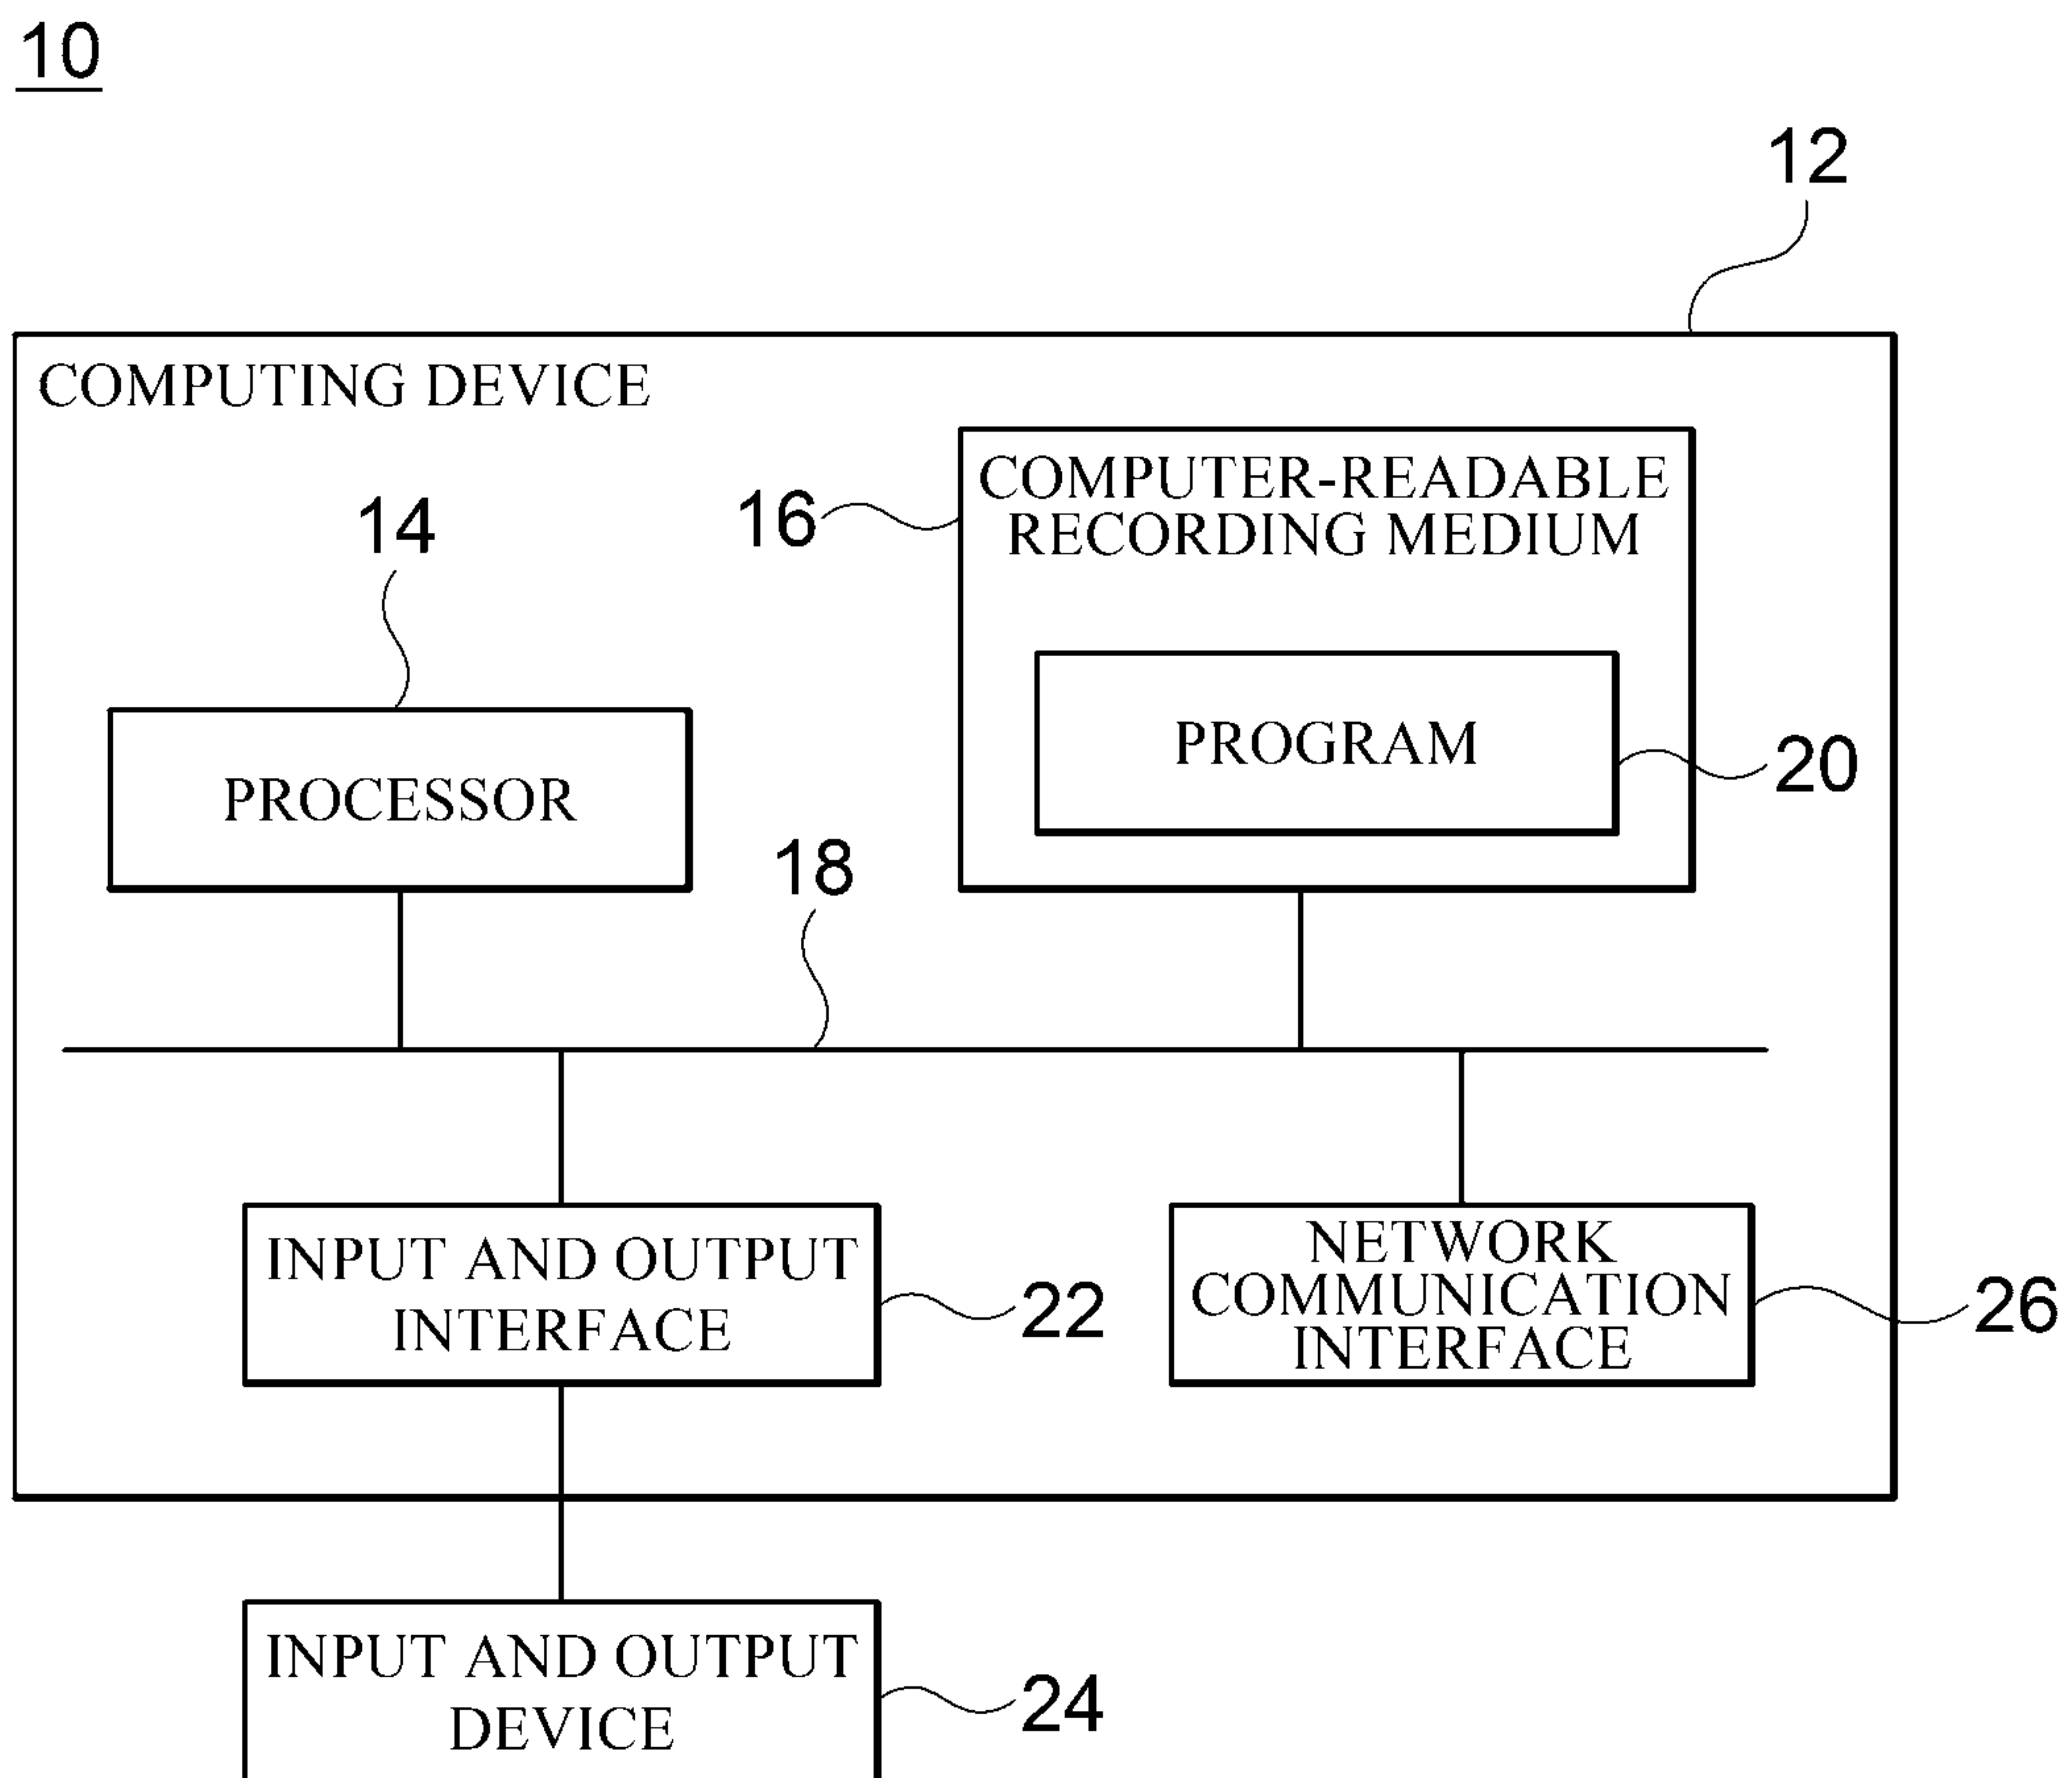 10
12
COMPUTING DEVICE
14
16
COMPUTER-READABLE
RECORDING MEDIUM
PROGRAM
20
PROCESSOR
18
INPUT AND OUTPUT
INTERFACE
22
NETWORK
COMMUNICATION
INTERFACE
26
INPUT AND OUTPUT
DEVICE
24